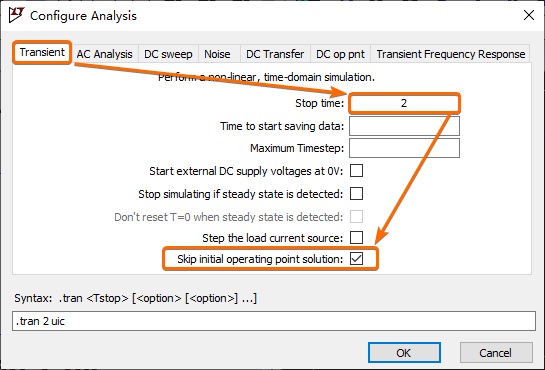 Configure Analysis
Transient AC Analysis DC sweep Noise DC Transfer DC op pnt Transient Frequency Response
Perform a non-linear, time-domain simulation.
Stop time: 2
Time to start saving data:
Maximum Timestep:
Start external DC supply voltages at 0V:
Stop simulating if steady state is detected:
Don't reset T=0 when steady state is detected:
Step the load current source:
Skip initial operating point solution:
Syntax: .tran <Tstop> [<option> [<option>] ...]
.tran 2 uic
OK Cancel